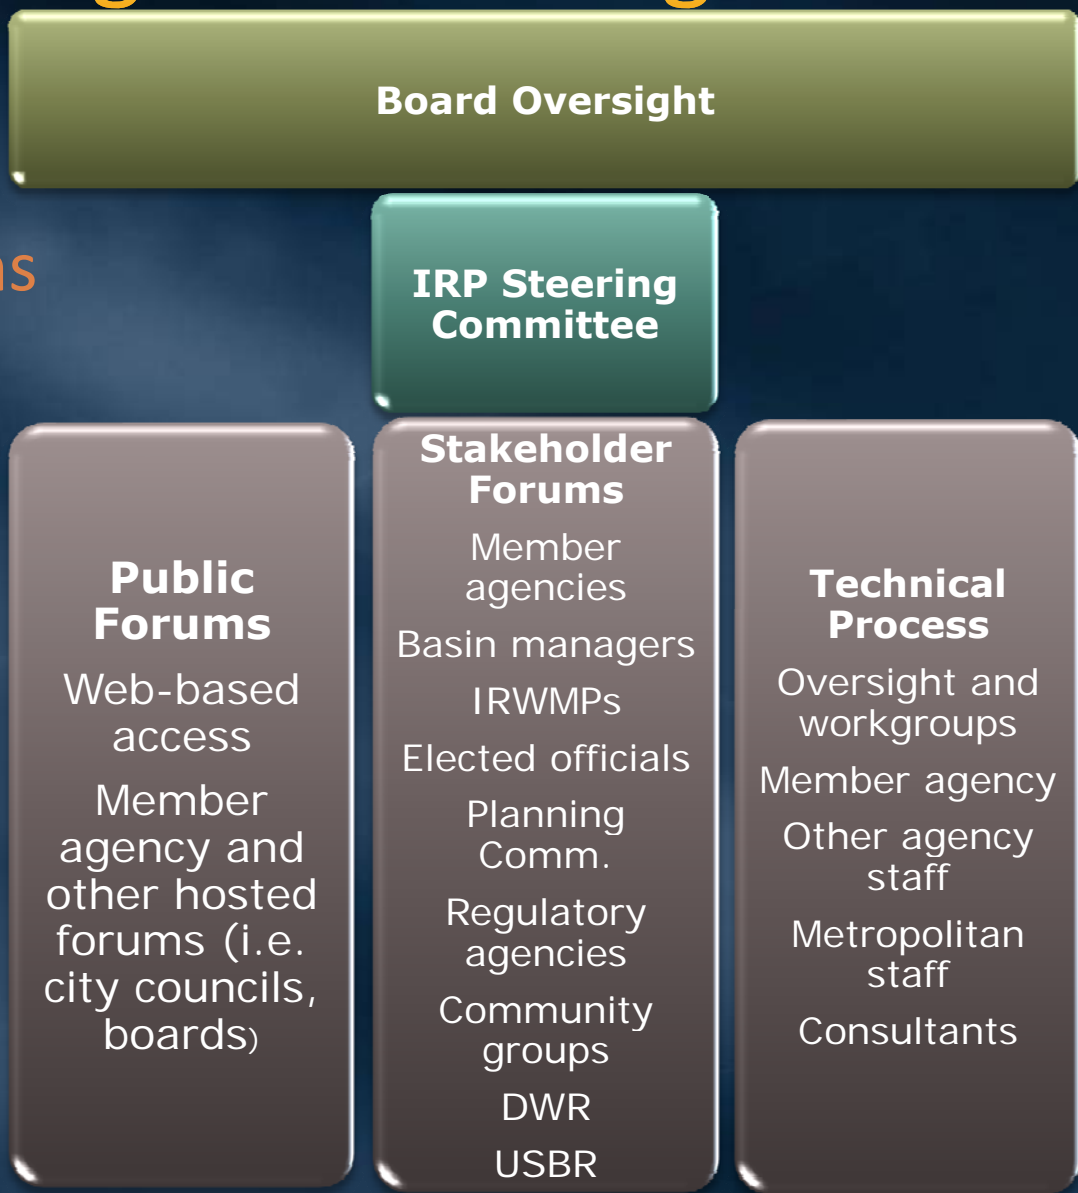 Board Oversight
ns
IRP Steering
Committee
Public
Forums
Web-based
access
Member
agency and
other hosted
forums (i.e.
city councils,
boards)
Stakeholder
Forums
Member
agencies
Basin managers
IRWMPs
Elected officials
Planning
Comm.
Regulatory
agencies
Community
groups
DWR
USBR
Technical
Process
Oversight and
workgroups
Member agency
Other agency
staff
Metropolitan
staff
Consultants